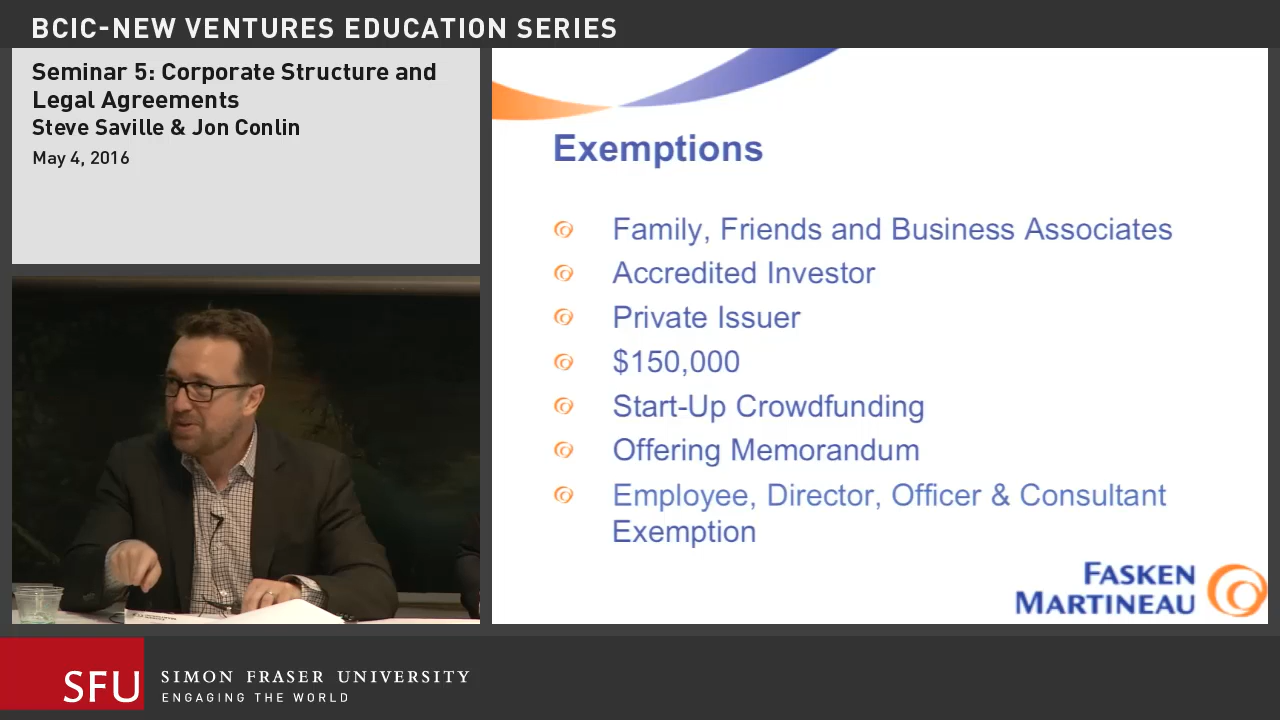 BCIC-NEW VENTURES EDUCATION SERIES
Seminar 5: Corporate Structure and
Legal Agreements
Steve Saville & Jon Conlin
May 4, 2016
Exemptions
Family, Friends and Business Associates
Accredited Investor
Private Issuer
$150,000
Start-Up Crowdfunding
Offering Memorandum
Employee, Director, Officer & Consultant
Exemption
FASKEN
MARTINEAU
SFU
SIMON FRASER UNIVERSITY
ENGAGING THE WORLD